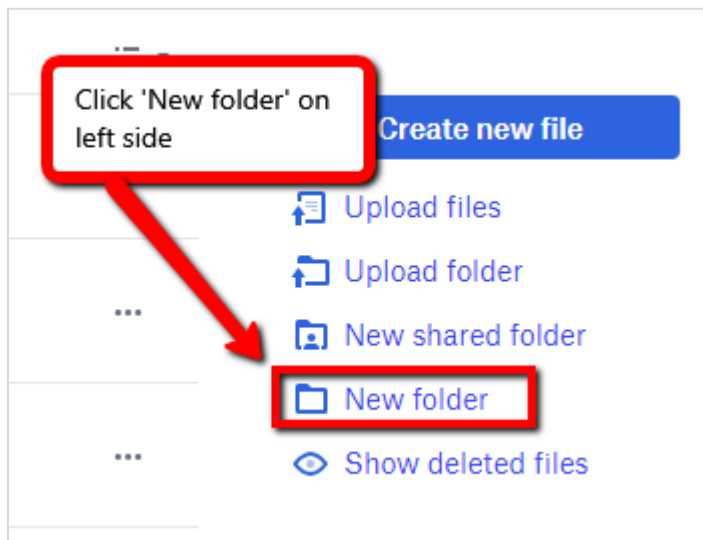 Click 'New folder' on
left side
Create new file
Upload files
Upload folder
New shared folder
New folder
Show deleted files